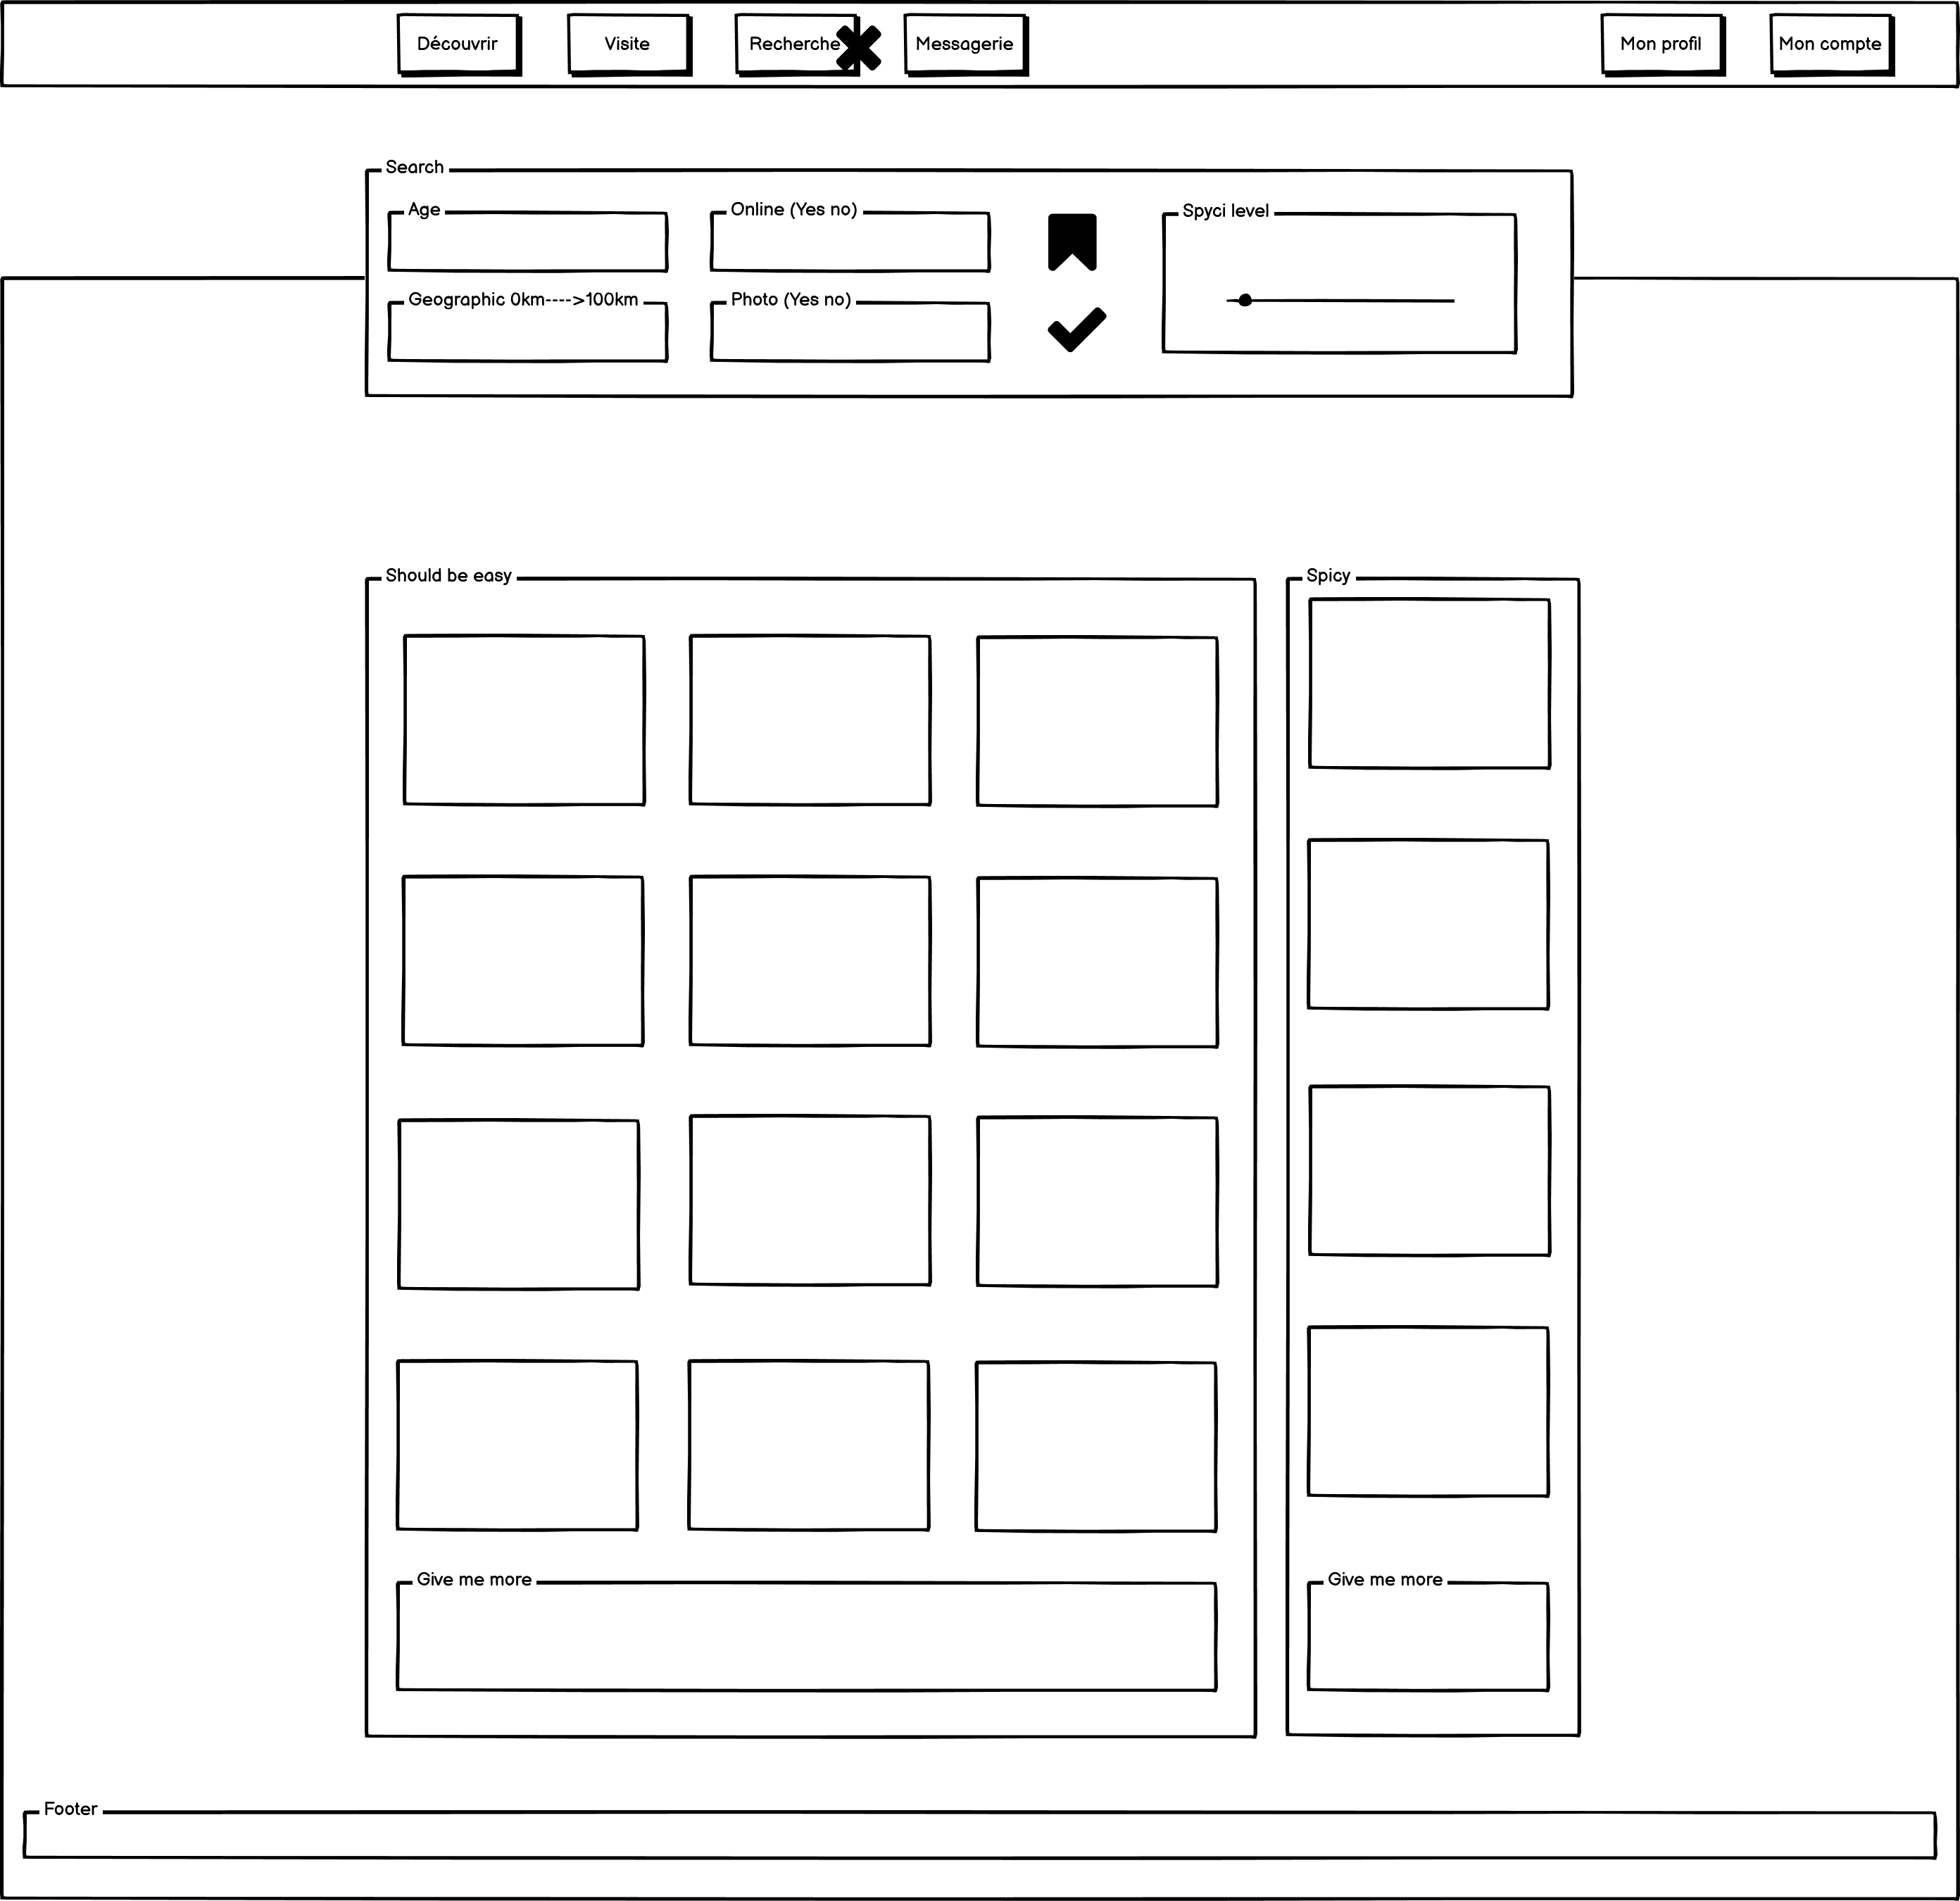 Découvrir
Visite
Recherche
Messagerie
Mon profil
Mon compte
Search
Age
Online (Yes no)
Spyci level
Geographic 0km---->100km
Photo (Yes no)
Should be easy
Spicy
Give me more
Give me more
Footer